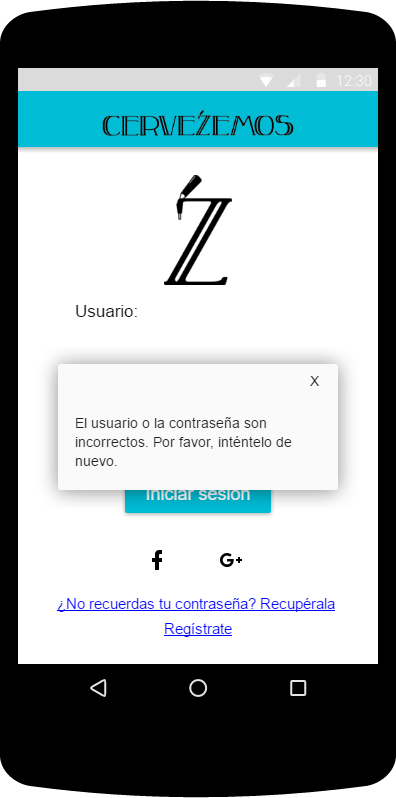 12:30
CERVEŹEMOS
Ź
Usuario:
X
El usuario o la contraseña son
incorrectos. Por favor, inténtelo de
nuevo.
Iniciar sesión
f
G+
¿No recuerdas tu contraseña? Recupérala
Regístrate